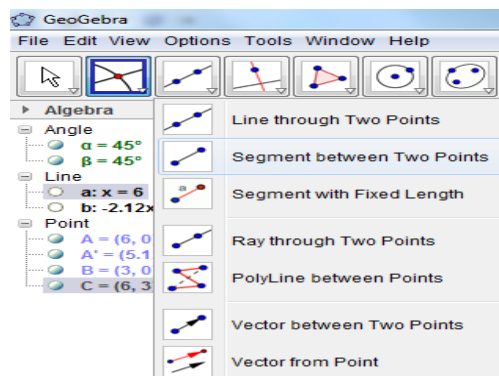 GeoGebra
File Edit View Options Tools Window Help
Algebra
Angle
α = 45°
β = 45°
Line
a: x = 6
b: -2.12x
Point
A = (6, 0
A' = (5.1
B = (3, 0
C = (6, 3
Line through Two Points
Segment between Two Points
a
Segment with Fixed Length
Ray through Two Points
PolyLine between Points
Vector between Two Points
Vector from Point